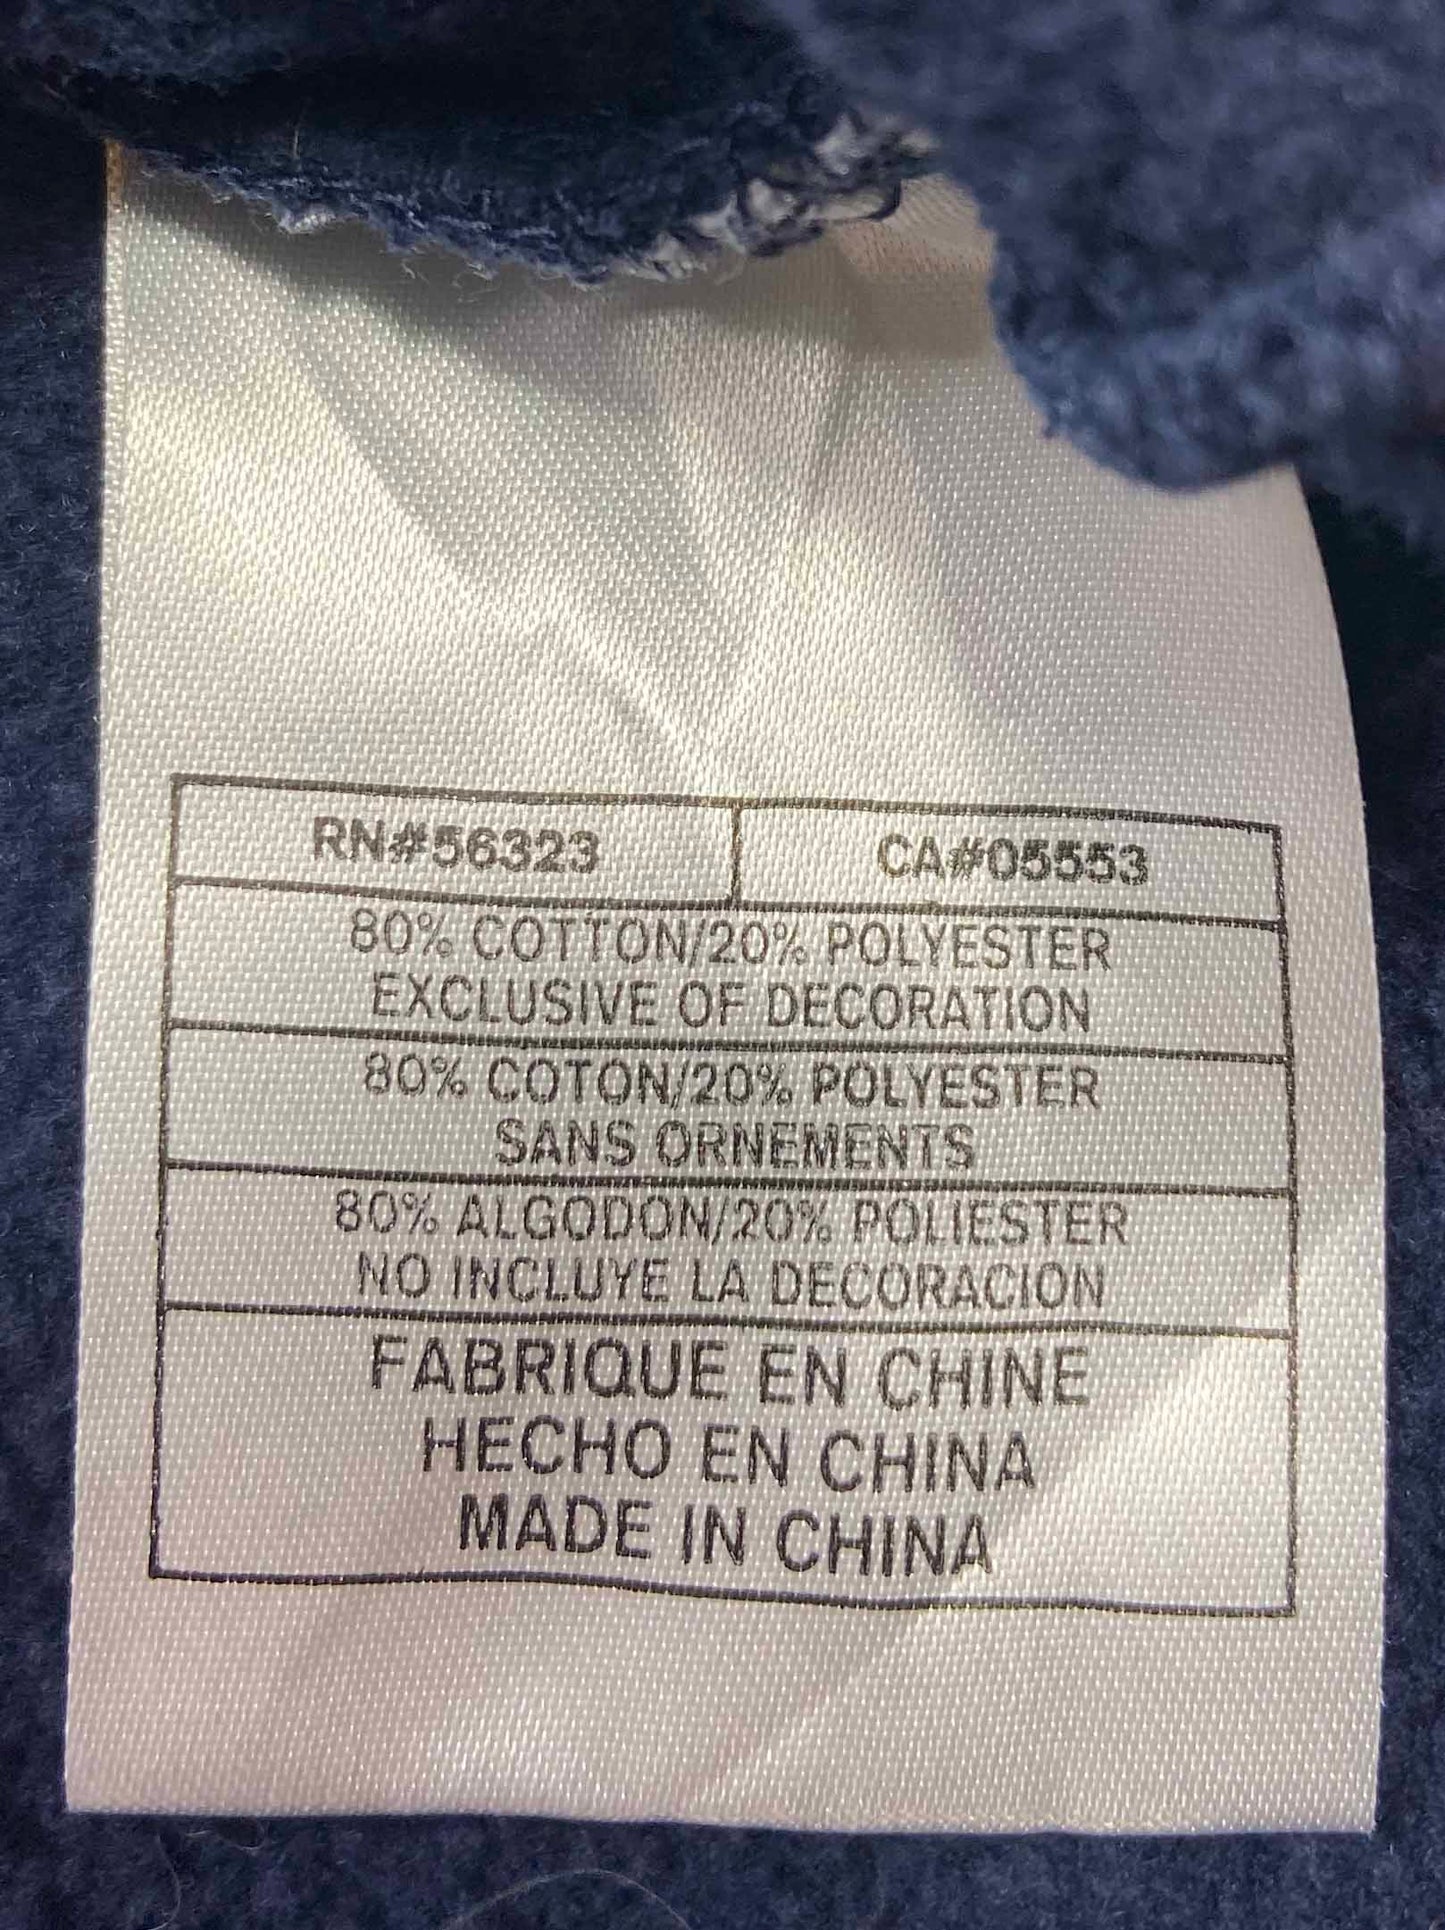 RN#56323 CA#05553
80% COTTON/20% POLYESTER
EXCLUSIVE OF DECORATION
80% COTON/20% POLYESTER
SANS ORNEMENTS
80% ALGODON/20% POLIESTER
NO INCLUYE LA DECORACION
FABRIQUE EN CHINE
HECHO EN CHINA
MADE IN CHINA